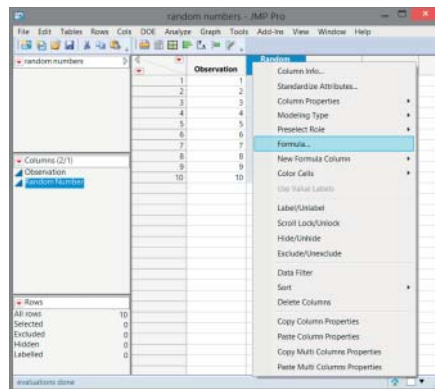 random numbers - JMP Pro
File Edit Tables Rows Cols DOE Analyze Graph Tools Add-Ins View Window Help
random numbers
Observation
Random
1 1
2 2
3 3
4 4
5 5
6 6
7 7
8 8
9 9
10 10
Columns (2/1)
Observation
Random Number
Rows
All rows 10
Selected 0
Excluded 0
Hidden 0
Labelled 0
evaluations done
Column Info...
Standardize Attributes...
Column Properties
Modeling Type
Preselect Role
Formula...
New Formula Column
Color Cells
Use Value Labels
Label/Unlabel
Scroll Lock/Unlock
Hide/Unhide
Exclude/Unexclude
Data Filter
Sort
Delete Columns
Copy Column Properties
Paste Column Properties
Copy Multi Columns Properties
Paste Multi Columns Properties